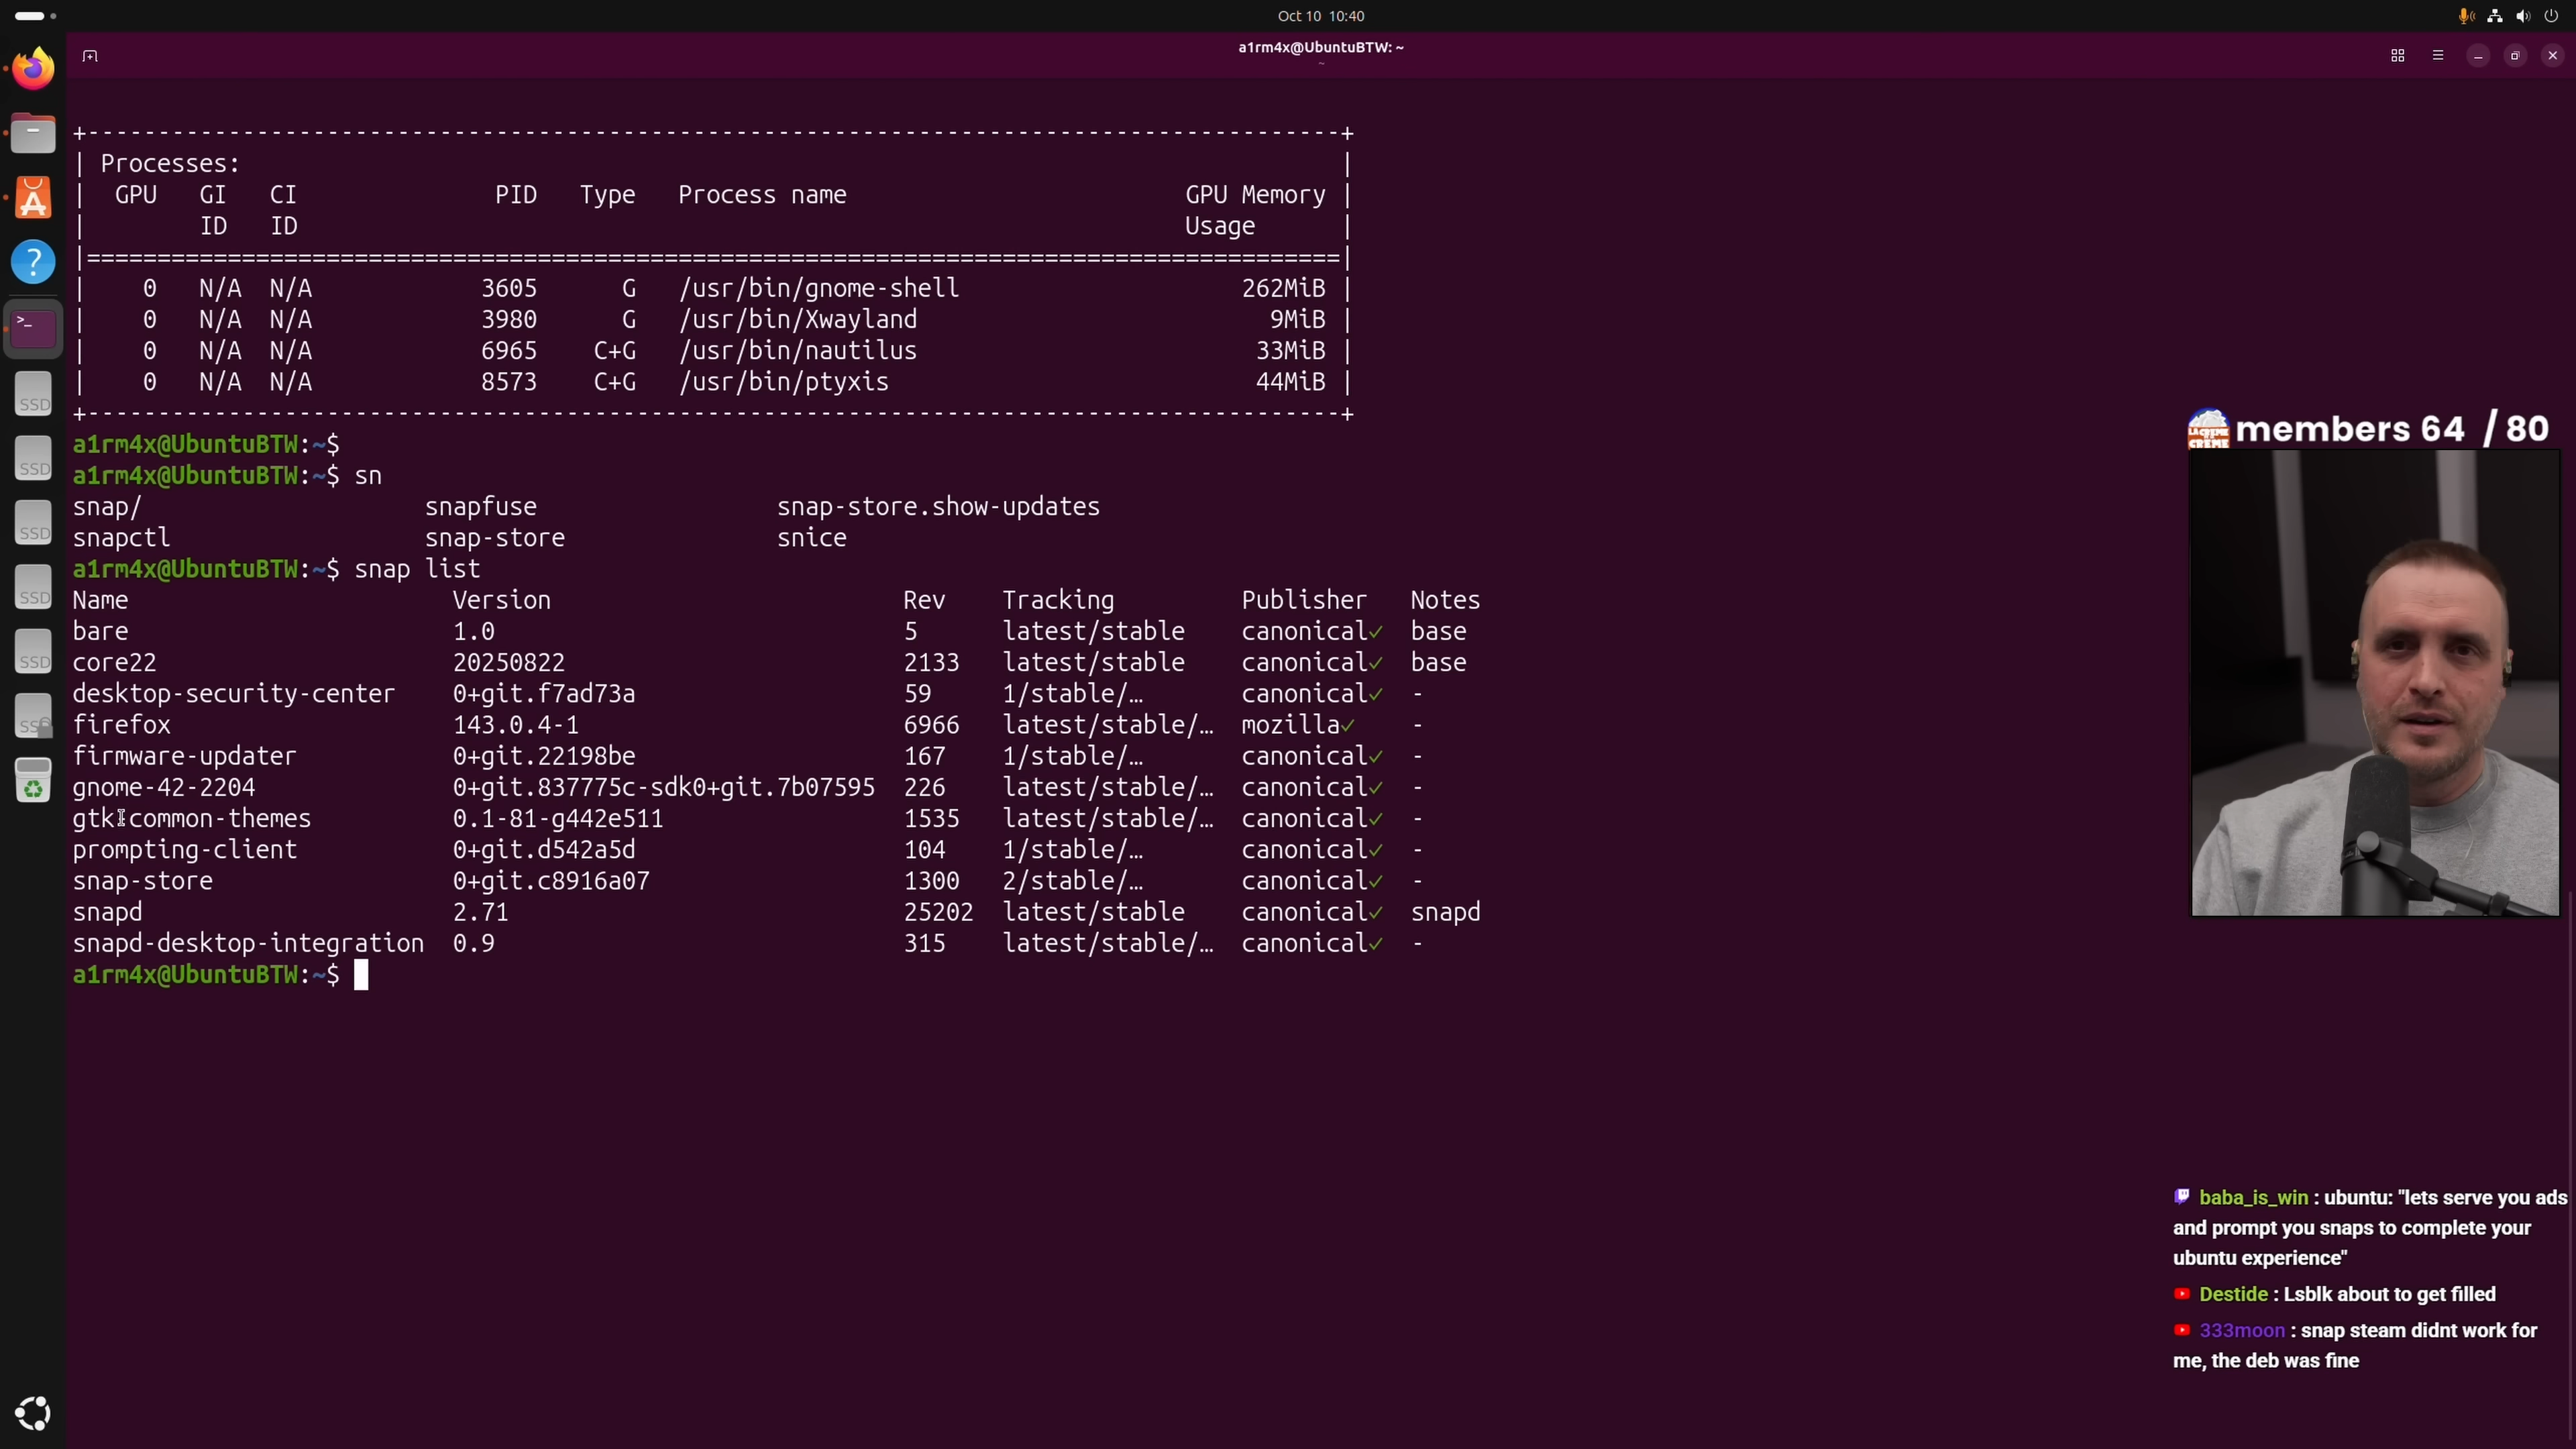 Oct 10 10:40
a1rm4x@UbuntuBTW: ~
~
+-----------------------------------------------------------------------------------------+
| Processes: |
| GPU GI CI PID Type Process name GPU Memory |
| ID ID Usage |
|=========================================================================================|
| 0 N/A N/A 3605 G /usr/bin/gnome-shell 262MiB |
| 0 N/A N/A 3980 G /usr/bin/Xwayland 9MiB |
| 0 N/A N/A 6965 C+G /usr/bin/nautilus 33MiB |
| 0 N/A N/A 8573 C+G /usr/bin/ptyxis 44MiB |
+-----------------------------------------------------------------------------------------+
a1rm4x@UbuntuBTW:~$
a1rm4x@UbuntuBTW:~$ sn
snap/ snapfuse snap-store.show-updates
snapctl snap-store snice
a1rm4x@UbuntuBTW:~$ snap list
Name Version Rev Tracking Publisher Notes
bare 1.0 5 latest/stable canonical✓ base
core22 20250822 2133 latest/stable canonical✓ base
desktop-security-center 0+git.f7ad73a 59 1/stable/… canonical✓ -
firefox 143.0.4-1 6966 latest/stable/… mozilla✓ -
firmware-updater 0+git.22198be 167 1/stable/… canonical✓ -
gnome-42-2204 0+git.837775c-sdk0+git.7b07595 226 latest/stable/… canonical✓ -
gtk-common-themes 0.1-81-g442e511 1535 latest/stable/… canonical✓ -
prompting-client 0+git.d542a5d 104 1/stable/… canonical✓ -
snap-store 0+git.c8916a07 1300 2/stable/… canonical✓ -
snapd 2.71 25202 latest/stable canonical✓ snapd
snapd-desktop-integration 0.9 315 latest/stable/… canonical✓ -
a1rm4x@UbuntuBTW:~$
SSD
SSD
SSD
SSD
SSD
SSD
LA CREME
CREME
members 64 / 80
baba_is_win : ubuntu: "lets serve you ads
and prompt you snaps to complete your
ubuntu experience"
Destide : Lsblk about to get filled
333moon : snap steam didnt work for
me, the deb was fine